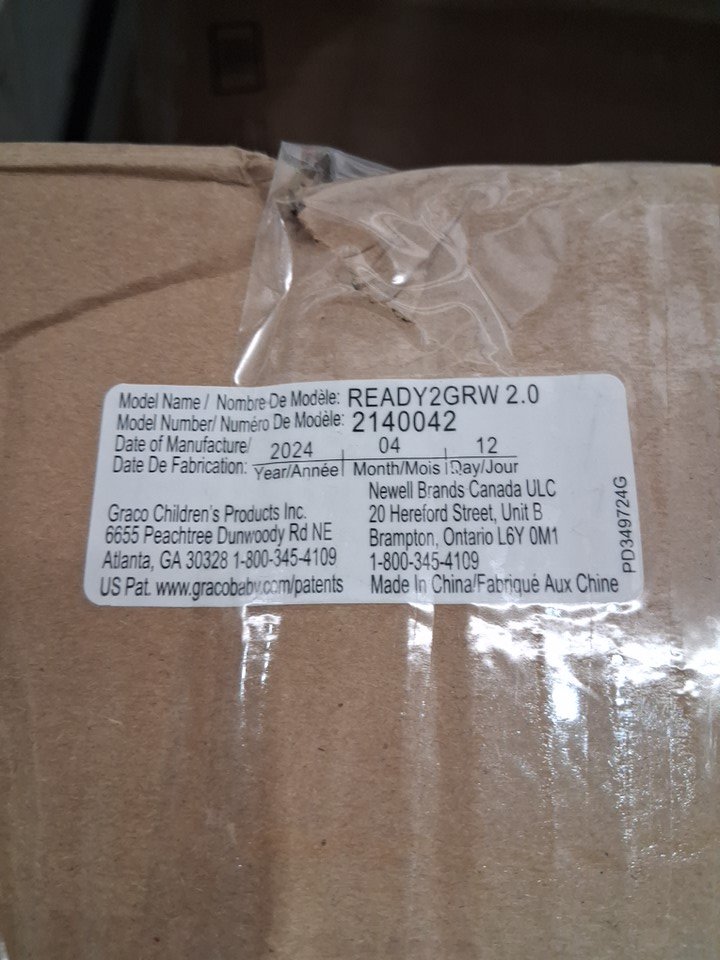 Model Name / Nombre De Modèle: READY2GRW 2.0
Model Number/ Numéro De Modèle: 2140042
Date of Manufacture/ 2024 04 12
Date De Fabrication: Year/Année Month/Mois Day/Jour
Graco Children's Products Inc.
6655 Peachtree Dunwoody Rd NE
Atlanta, GA 30328 1-800-345-4109
US Pat. www.gracobaby.com/patents
Newell Brands Canada ULC
20 Hereford Street, Unit B
Brampton, Ontario L6Y 0M1
1-800-345-4109
Made In China/Fabriqué Aux Chine
PD349724G